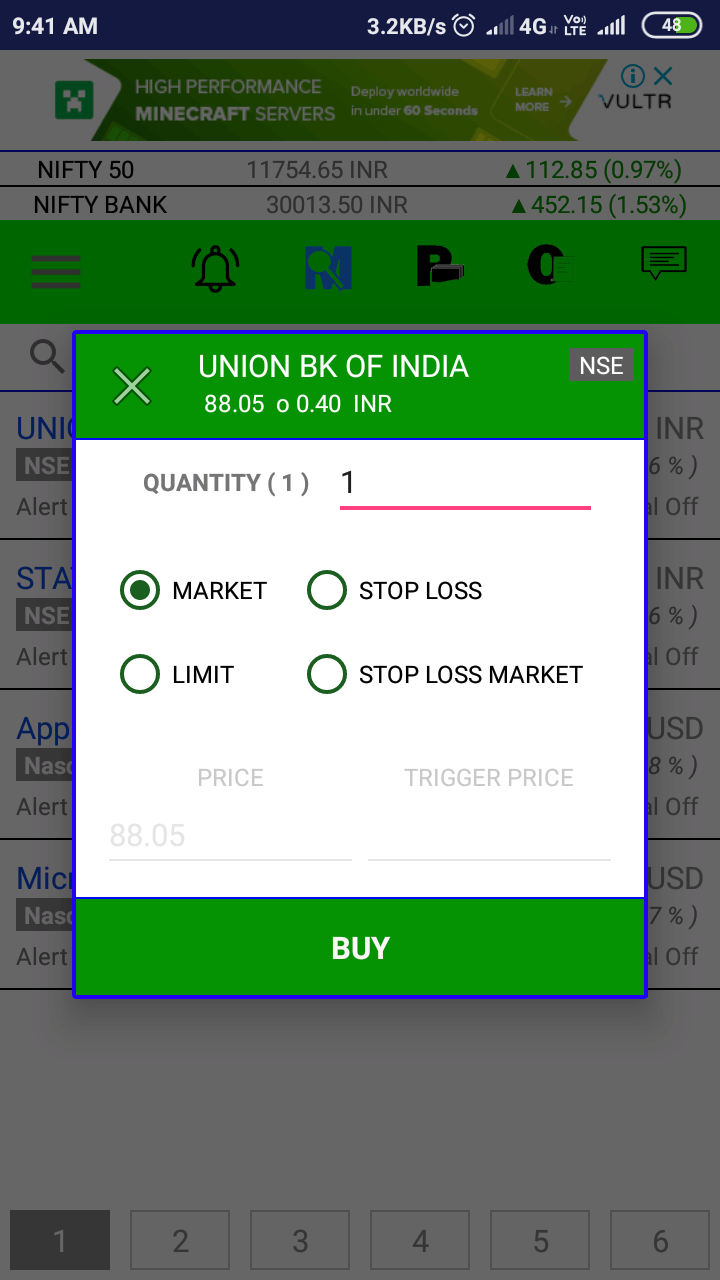 9:41 AM 3.2KB/s 4G Vo) LTE 48
HIGH PERFORMANCE
MINECRAFT SERVERS
Deploy worldwide
in under 60 Seconds
LEARN
MORE
VULTR
NIFTY 50 11754.65 INR ▲112.85 (0.97%)
NIFTY BANK 30013.50 INR ▲452.15 (1.53%)
UNION BK OF INDIA NSE
88.05 o 0.40 INR
UNI INR
NSE 6 % )
QUANTITY ( 1 ) 1
Alert al Off
STA INR
MARKET STOP LOSS
NSE 6 % )
Alert al Off
LIMIT STOP LOSS MARKET
App USD
Nasd 8 % )
PRICE TRIGGER PRICE
Alert al Off
88.05
Micr USD
Nasd 7 % )
BUY
Alert al Off
1 2 3 4 5 6